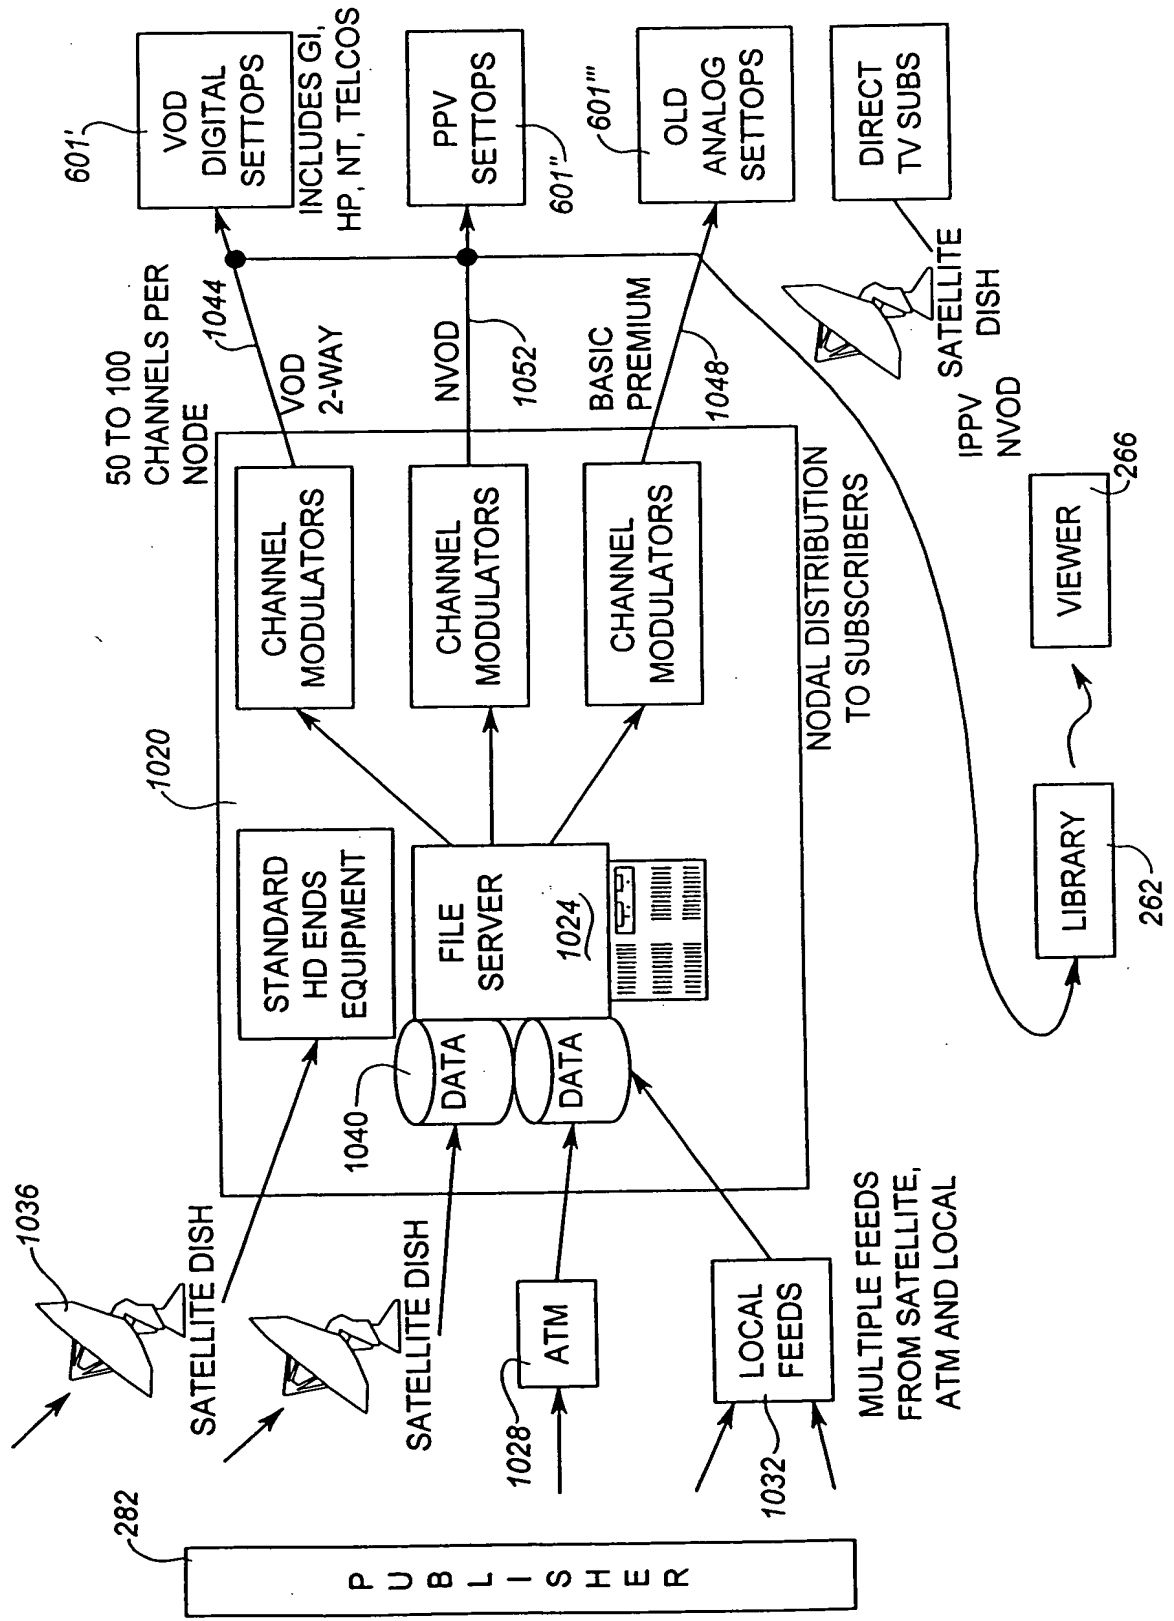 282
PUBLISHER
1036
SATELLITE DISH
SATELLITE DISH
1028
ATM
1032
LOCAL
FEEDS
MULTIPLE FEEDS
FROM SATELLITE,
ATM AND LOCAL
1020
STANDARD
HD ENDS
EQUIPMENT
1040
DATA
DATA
FILE
SERVER
1024
CHANNEL
MODULATORS
CHANNEL
MODULATORS
CHANNEL
MODULATORS
NODAL DISTRIBUTION
TO SUBSCRIBERS
50 TO 100
CHANNELS PER
NODE
1044
VOD
2-WAY
NVOD
1052
BASIC
PREMIUM
1048
601'
VOD
DIGITAL
SETTOPS
INCLUDES GI,
HP, NT, TELCOS
PPV
SETTOPS
601"
601'"
OLD
ANALOG
SETTOPS
DIRECT
TV SUBS
SATELLITE
DISH
IPPV
NVOD
LIBRARY
262
VIEWER
266